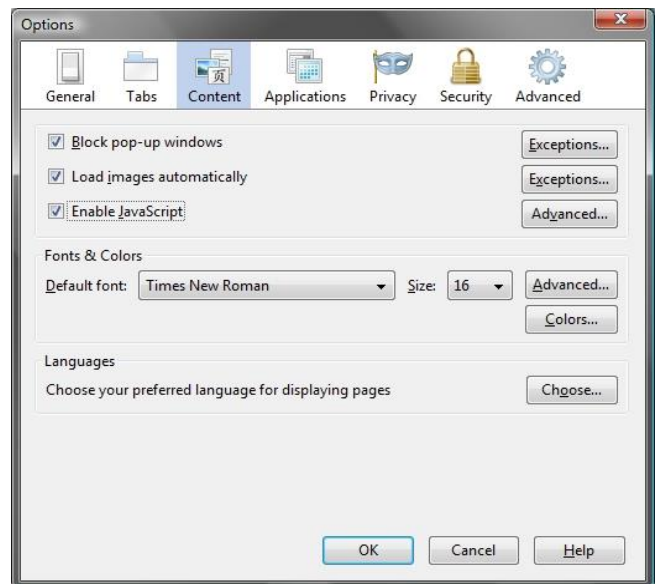 Options
General Tabs Content Applications Privacy Security Advanced
页
Block pop-up windows Exceptions...
Load images automatically Exceptions...
Enable JavaScript Advanced...
Fonts & Colors
Default font: Times New Roman Size: 16 Advanced...
Colors...
Languages
Choose your preferred language for displaying pages Choose...
OK Cancel Help